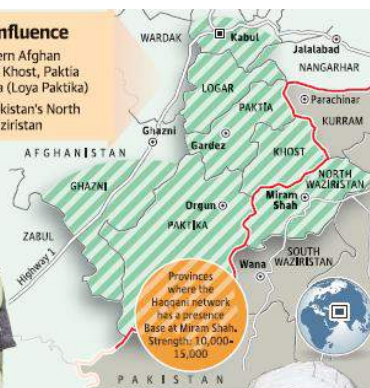 nfluence
ern Afghan
Khost, Paktia
a (Loya Paktika)
kistan's North
ziristan
WARDAK
Kabul
Jalalabad
NANGARHAR
LOGAR
PAKTIA
Parachinar
KURRAM
Ghazni
Gardez
KHOST
AFGHANISTAN
GHAZNI
NORTH
WAZIRISTAN
Miram
Shah
Orgun
PAKTIKA
ZABUL
Highway 1
Wana
SOUTH
WAZIRISTAN
Provinces
where the
Haqqani network
has a presence
Base at Miram Shah.
Strength: 10,000-
15,000
PAKISTAN